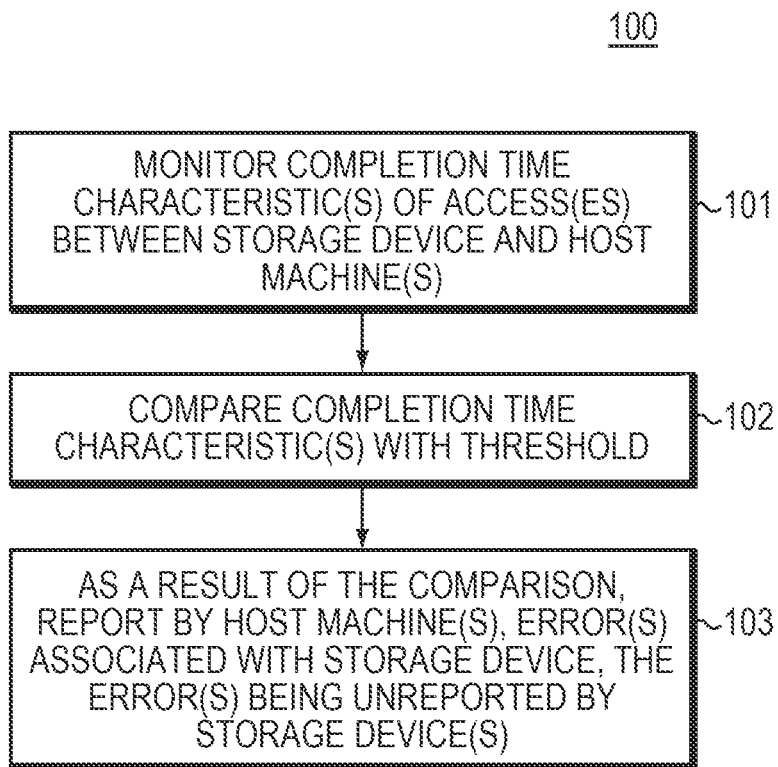 100
MONITOR COMPLETION TIME
CHARACTERISTIC(S) OF ACCESS(ES)
BETWEEN STORAGE DEVICE AND HOST
MACHINE(S)
101
COMPARE COMPLETION TIME
CHARACTERISTIC(S) WITH THRESHOLD
102
AS A RESULT OF THE COMPARISON,
REPORT BY HOST MACHINE(S), ERROR(S)
ASSOCIATED WITH STORAGE DEVICE, THE
ERROR(S) BEING UNREPORTED BY
STORAGE DEVICE(S)
103